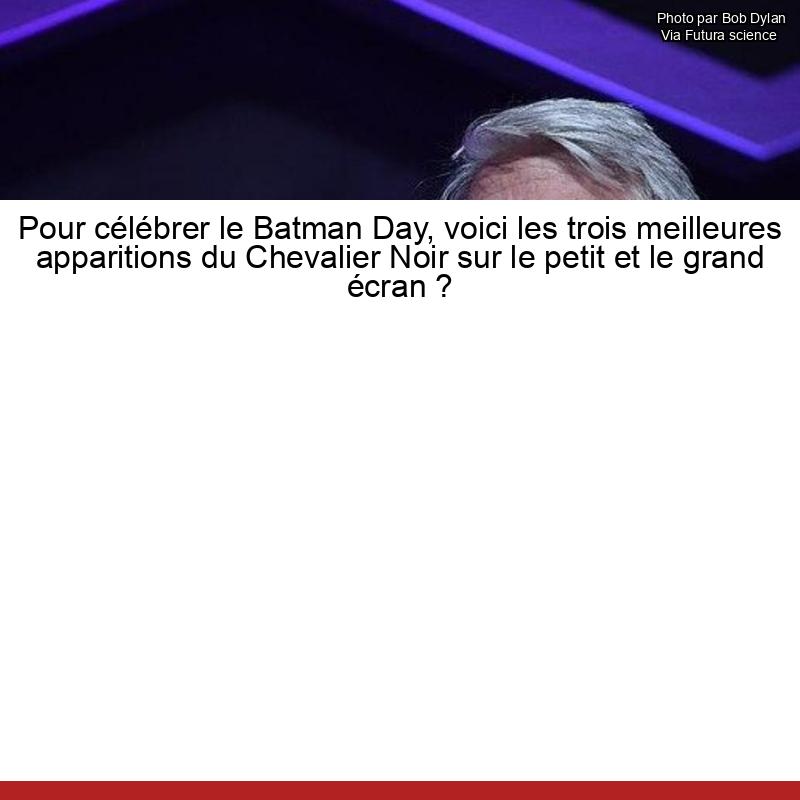 Photo par Bob Dylan
Via Futura science
Pour célébrer le Batman Day, voici les trois meilleures
apparitions du Chevalier Noir sur le petit et le grand
écran ?